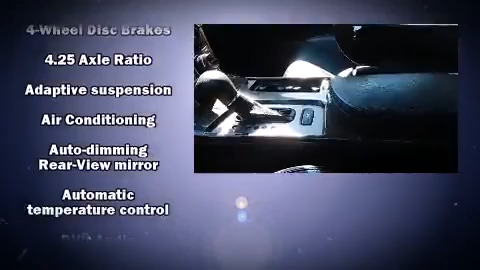 4-Wheel Disc Brakes
4.25 Axle Ratio
Adaptive suspension
Air Conditioning
Auto-dimming
Rear-View mirror
Automatic
temperature control